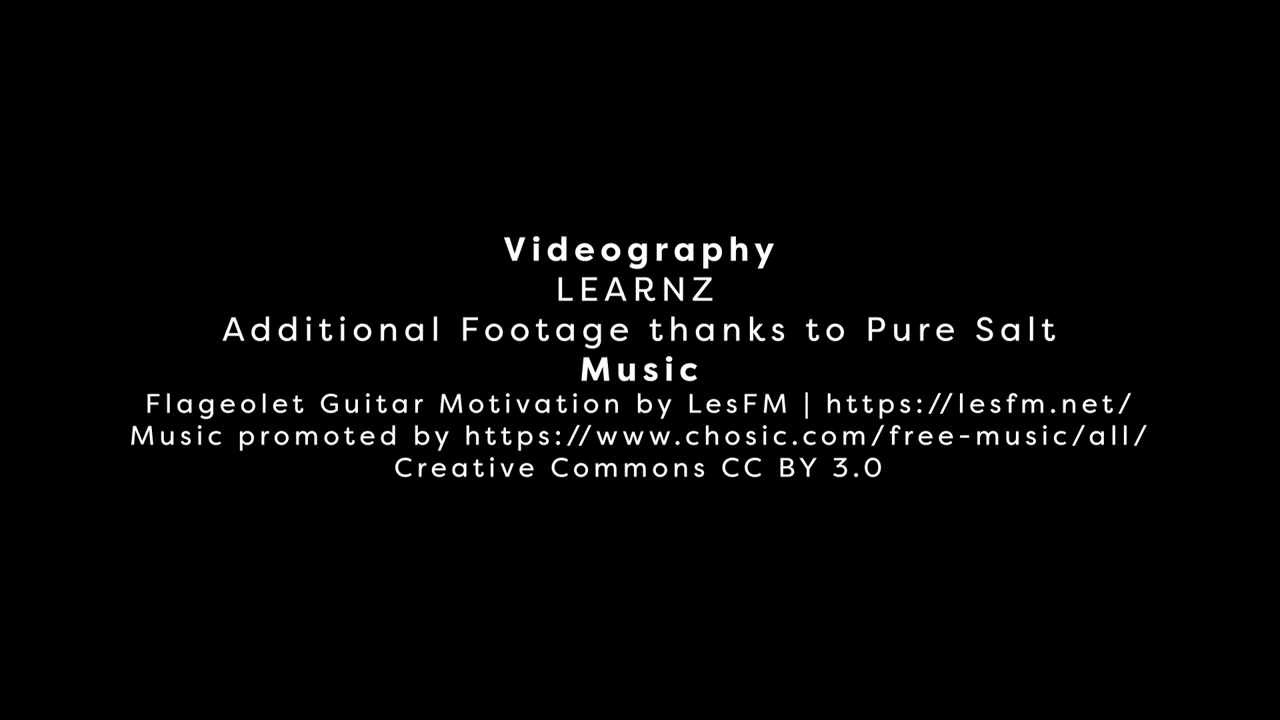 Videography
LEARNZ
Additional Footage thanks to Pure Salt
Music
Flageolet Guitar Motivation by LesFM | https://lesfm.net/
Music promoted by https://www.chosic.com/free-music/all/
Creative Commons CC BY 3.0